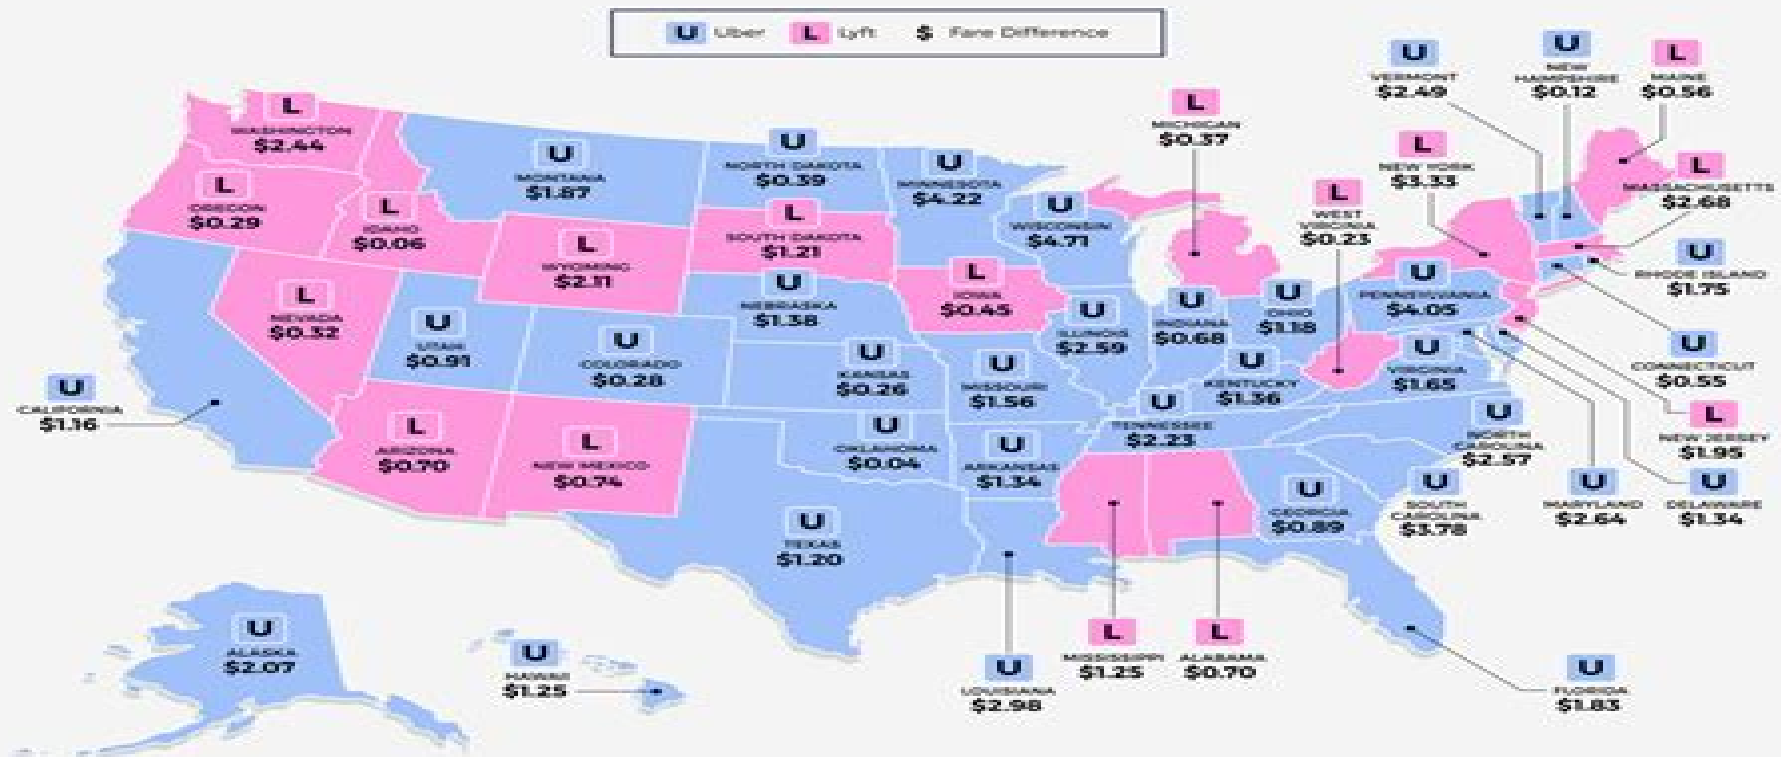 U Uber L Lyft $ Fare Difference
L
WASHINGTON
$2.44
L
OREGON
$0.29
L
IDAHO
$0.06
U
MONTANA
$1.87
L
WYOMING
$2.11
L
NEVADA
$0.32
U
UTAH
$0.91
U
COLORADO
$0.28
U
CALIFORNIA
$1.16
L
ARIZONA
$0.70
L
NEW MEXICO
$0.74
U
NORTH DAKOTA
$0.39
L
SOUTH DAKOTA
$1.21
U
NEBRASKA
$1.38
U
KANSAS
$0.26
U
OKLAHOMA
$0.04
U
TEXAS
$1.20
U
MINNESOTA
$4.22
L
IOWA
$0.45
U
MISSOURI
$1.56
U
ARKANSAS
$1.34
U
LOUISIANA
$2.98
U
WISCONSIN
$4.71
U
ILLINOIS
$2.59
L
MICHIGAN
$0.37
U
INDIANA
$0.68
U
OHIO
$1.18
U
KENTUCKY
$1.36
U
TENNESSEE
$2.23
L
MISSISSIPPI
$1.25
L
ALABAMA
$0.70
U
GEORGIA
$0.89
U
FLORIDA
$1.83
U
SOUTH
CAROLINA
$3.78
U
NORTH
CAROLINA
$2.57
U
VIRGINIA
$1.65
L
WEST
VIRGINIA
$0.23
U
PENNSYLVANIA
$4.05
L
NEW YORK
$3.33
U
VERMONT
$2.49
U
NEW
HAMPSHIRE
$0.12
L
MAINE
$0.56
L
MASSACHUSETTS
$2.68
U
RHODE ISLAND
$1.75
U
CONNECTICUT
$0.55
L
NEW JERSEY
$1.95
U
DELAWARE
$1.34
U
MARYLAND
$2.64
U
ALASKA
$2.07
U
HAWAII
$1.25